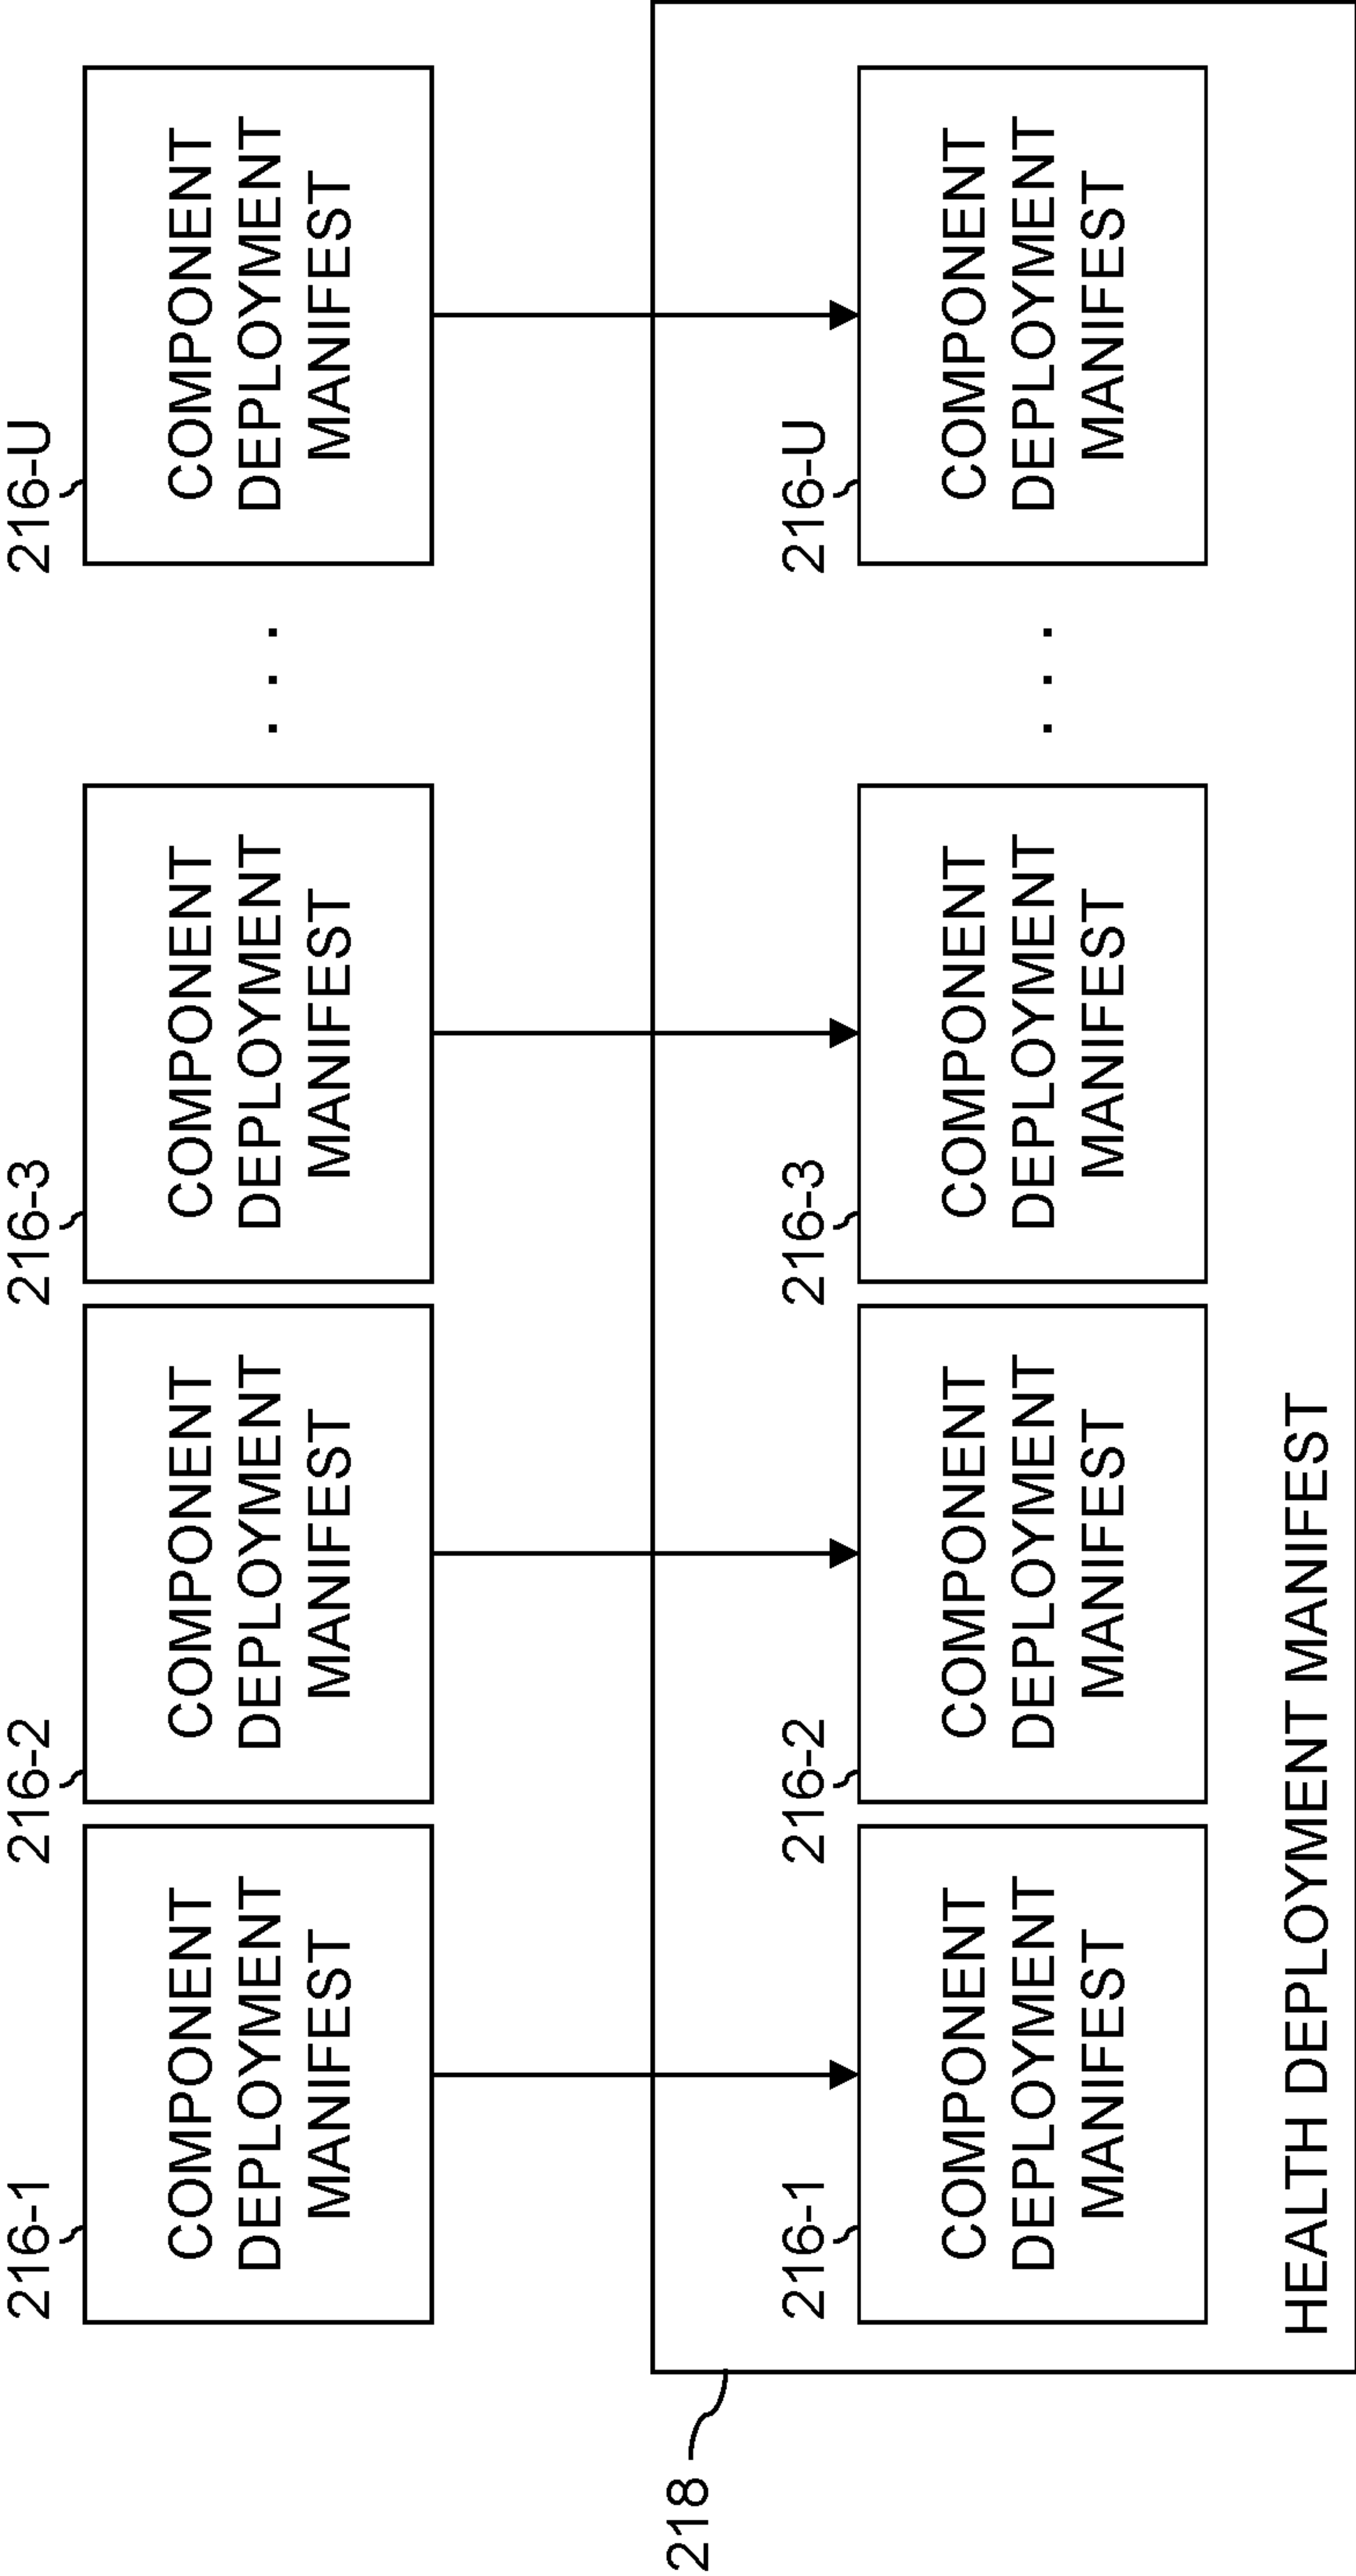 216-1
COMPONENT
DEPLOYMENT
MANIFEST
216-2
COMPONENT
DEPLOYMENT
MANIFEST
216-3
COMPONENT
DEPLOYMENT
MANIFEST
. . .
216-U
COMPONENT
DEPLOYMENT
MANIFEST
218
216-1
COMPONENT
DEPLOYMENT
MANIFEST
216-2
COMPONENT
DEPLOYMENT
MANIFEST
216-3
COMPONENT
DEPLOYMENT
MANIFEST
. . .
216-U
COMPONENT
DEPLOYMENT
MANIFEST
HEALTH DEPLOYMENT MANIFEST